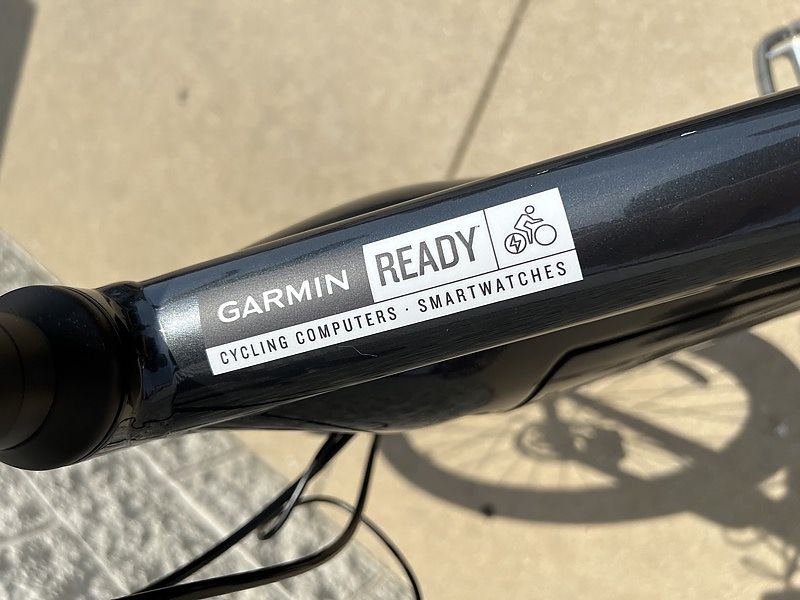 GARMIN READY
CYCLING COMPUTERS · SMARTWATCHES